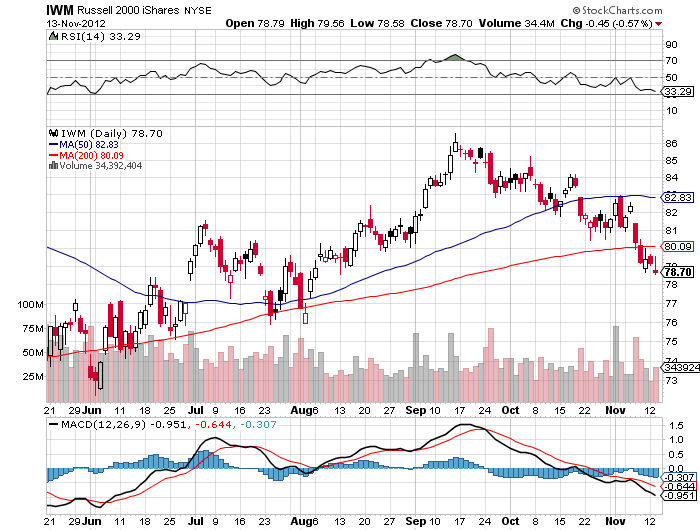 IWM Russell 2000 iShares NYSE
© StockCharts.com
13-Nov-2012
Open 78.79 High 79.56 Low 78.58 Close 78.70 Volume 34.4M Chg -0.45 (-0.57%)
RSI(14) 33.29
90
70
50
33.29
30
10
IWM (Daily) 78.70
MA(50) 82.83
MA(200) 80.09
Volume 34,392,404
86
85
84
83
82.83
82
81
80.09
80
79
78.70
78
77
76
75
74
73
100M
75M
50M
25M
343924
21 29 Jun 11 18 25 Jul 9 16 23 Aug 6 13 20 27 Sep 10 17 24 Oct 8 15 22 Nov 12
MACD(12,26,9) -0.951, -0.644, -0.307
1.5
1.0
0.5
0.0
-0.307
-0.644
-0.951
21 29 Jun 11 18 25 Jul 9 16 23 Aug 6 13 20 27 Sep 10 17 24 Oct 8 15 22 Nov 12